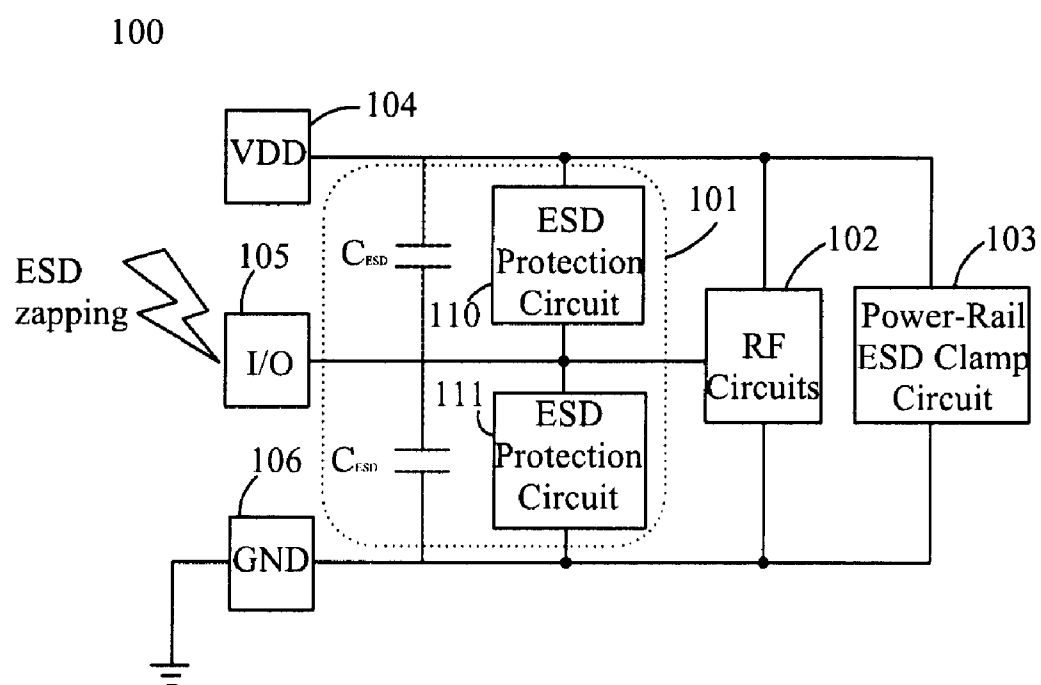 100
104
VDD
101
ESD
Protection
Circuit
110
102
103
ESD
zapping
105
I/O
C_ESD
RF
Circuits
Power-Rail
ESD Clamp
Circuit
111
ESD
Protection
Circuit
106
C_ESD
GND